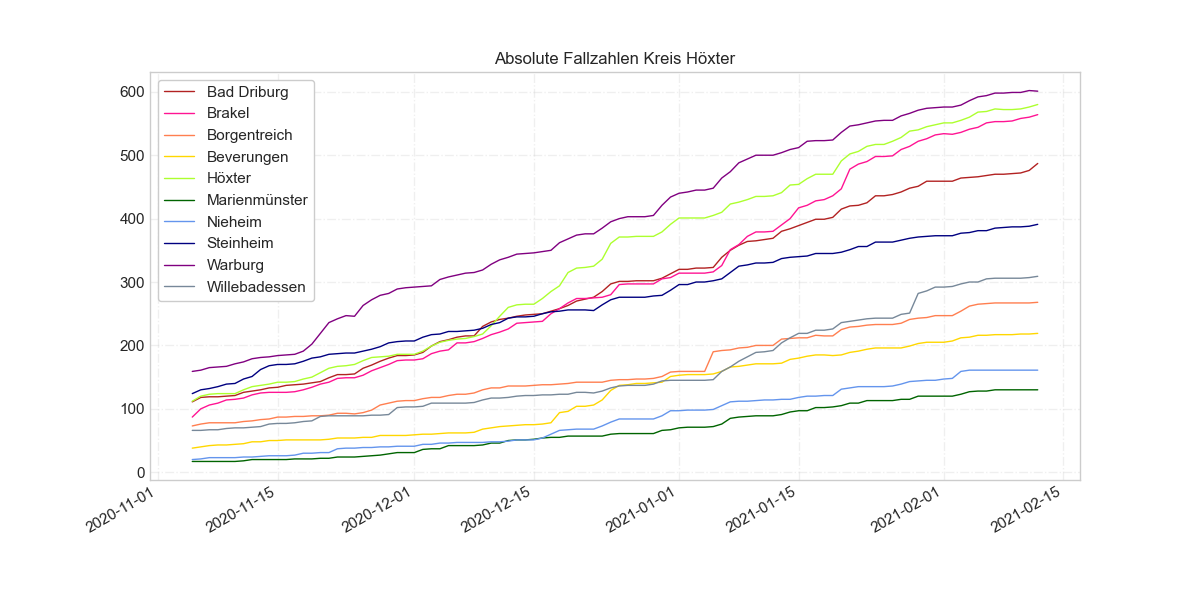 Absolute Fallzahlen Kreis Höxter
600
500
400
300
200
100
0
Bad Driburg
Brakel
Borgentreich
Beverungen
Höxter
Marienmünster
Nieheim
Steinheim
Warburg
Willebadessen
2020-11-01
2020-11-15
2020-12-01
2020-12-15
2021-01-01
2021-01-15
2021-02-01
2021-02-15